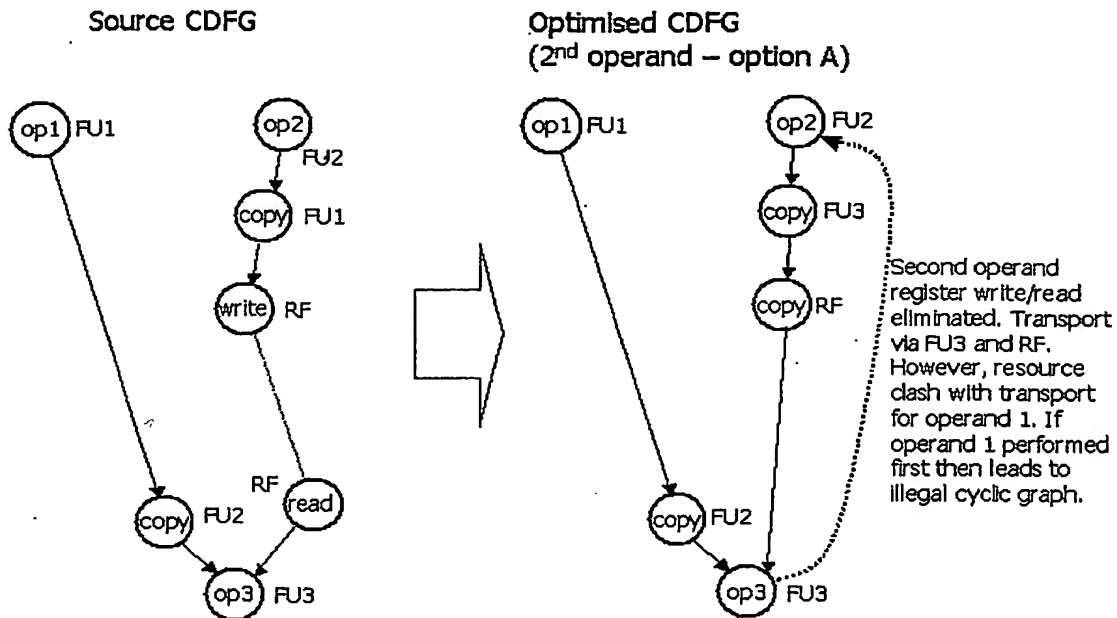 Source CDFG
op1 FU1
op2
FU2
copy FU1
write RF
RF
read
copy FU2
op3 FU3
Optimised CDFG
(2nd operand – option A)
op1 FU1
op2 FU2
copy FU3
copy RF
Second operand
register write/read
eliminated. Transport
via FU3 and RF.
However, resource
clash with transport
for operand 1. If
operand 1 performed
first then leads to
illegal cyclic graph.
copy FU2
op3 FU3